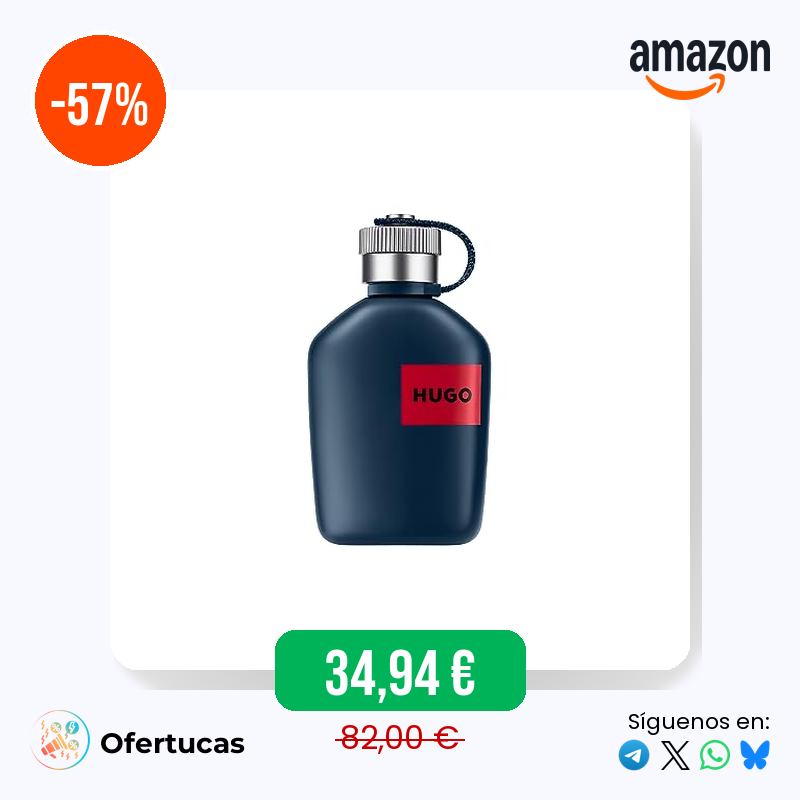 -57%
amazon
HUGO
34,94 €
82,00 €
Ofertucas
Síguenos en: